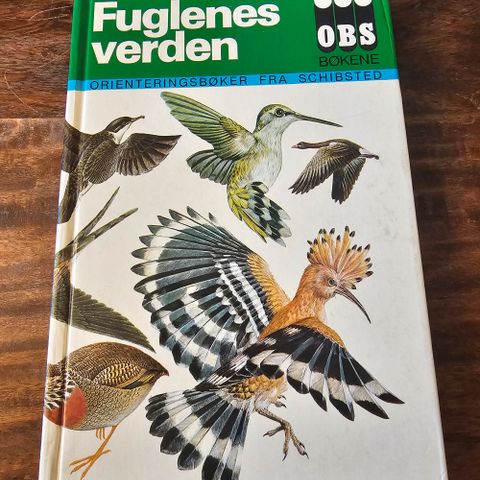 Fuglenes
verden
OBS
BØKENE
ORIENTERINGSBØKER FRA SCHIBSTED